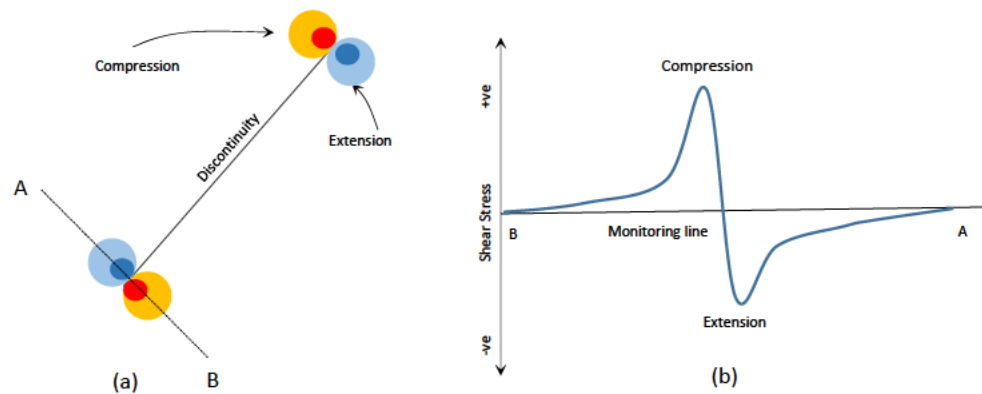 Compression
Extension
Discontinuity
A
B
(a)
+ve
Shear Stress
-ve
Compression
B
Monitoring line
A
Extension
(b)